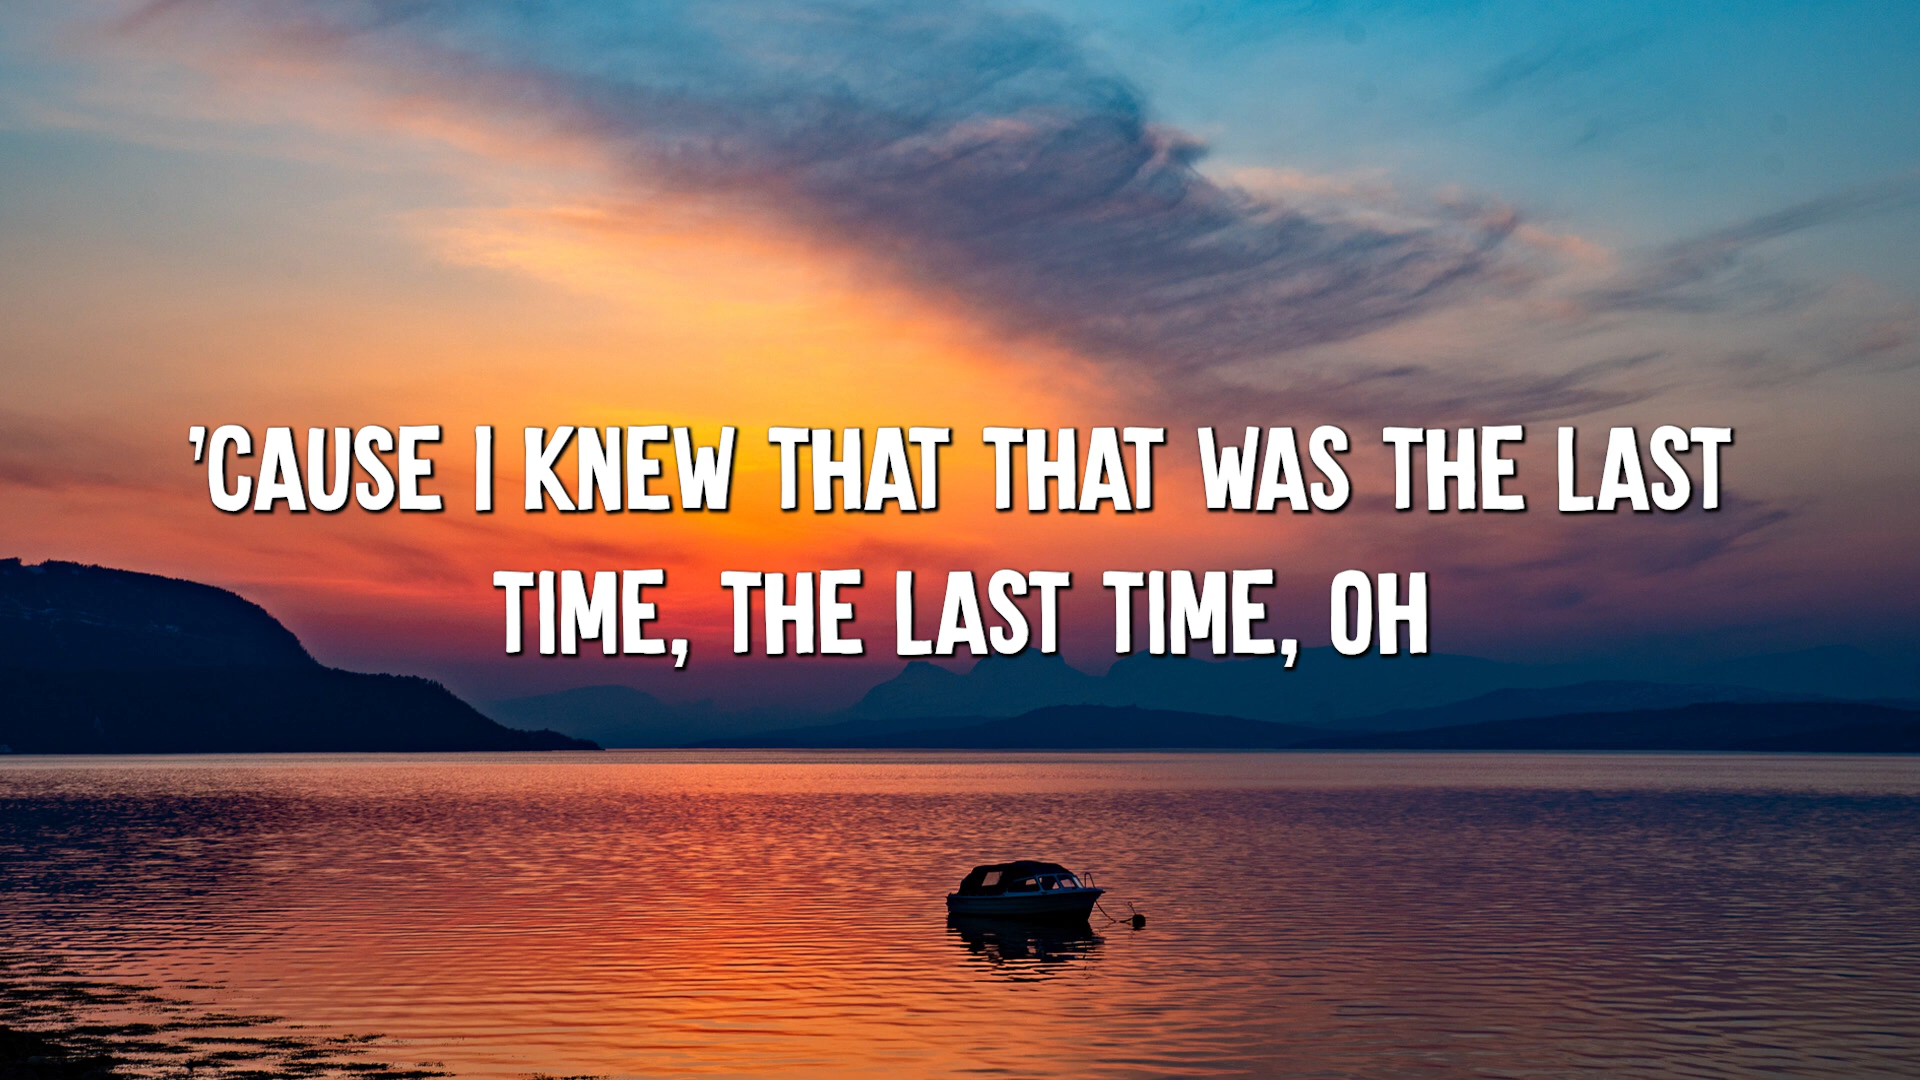 'CAUSE I KNEW THAT THAT WAS THE LAST
TIME, THE LAST TIME, OH